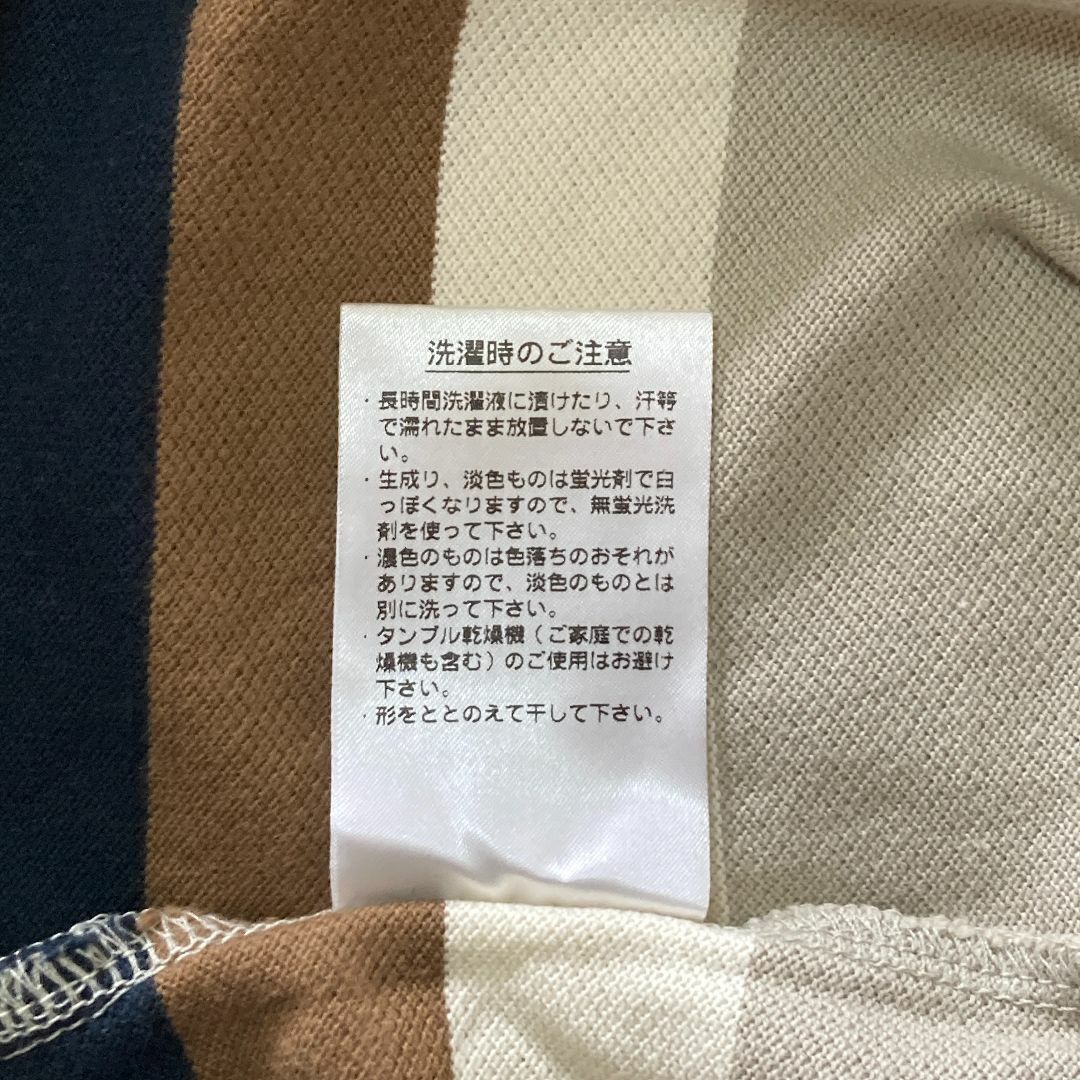 洗濯時のご注意
・長時間洗濯液に漬けたり、汗等
で濡れたまま放置しないで下さ
い。
・生成り、淡色ものは蛍光剤で白
っぽくなりますので、無蛍光洗
剤を使って下さい。
・濃色のものは色落ちのおそれが
ありますので、淡色のものとは
別に洗って下さい。
・タンブル乾燥機（ご家庭での乾
燥機も含む）のご使用はお避け
下さい。
・形をととのえて干して下さい。